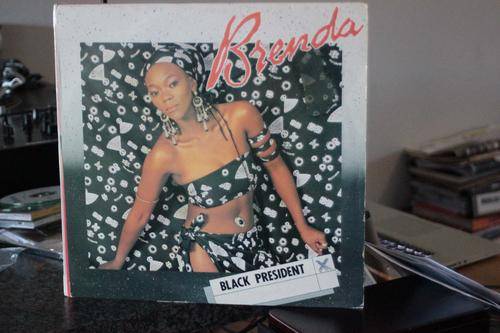 Brenda
BLACK PRESIDENT X